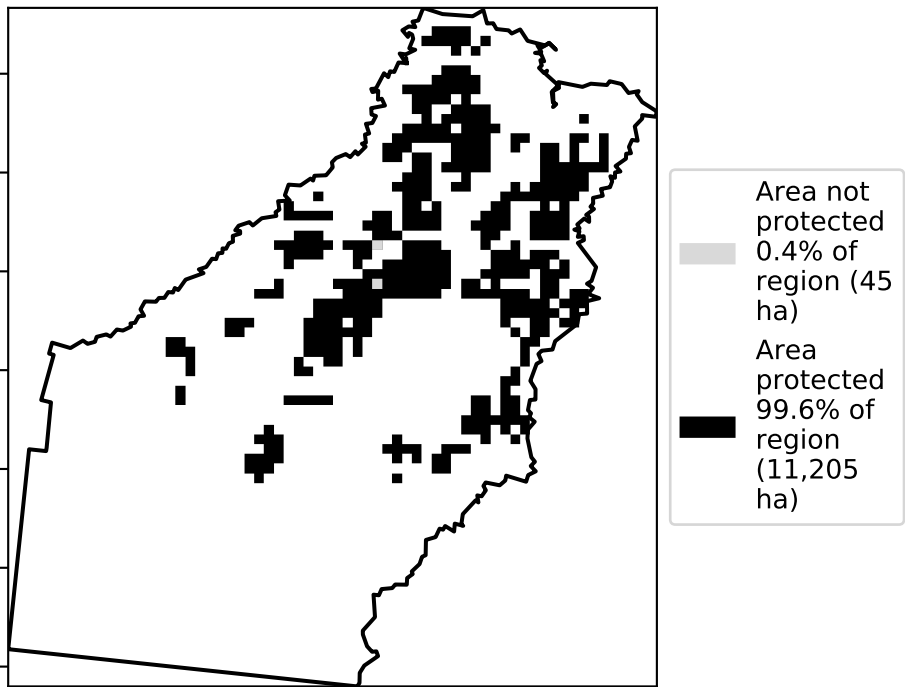 Area not
protected
0.4% of
region (45
ha)
Area
protected
99.6% of
region
(11,205
ha)